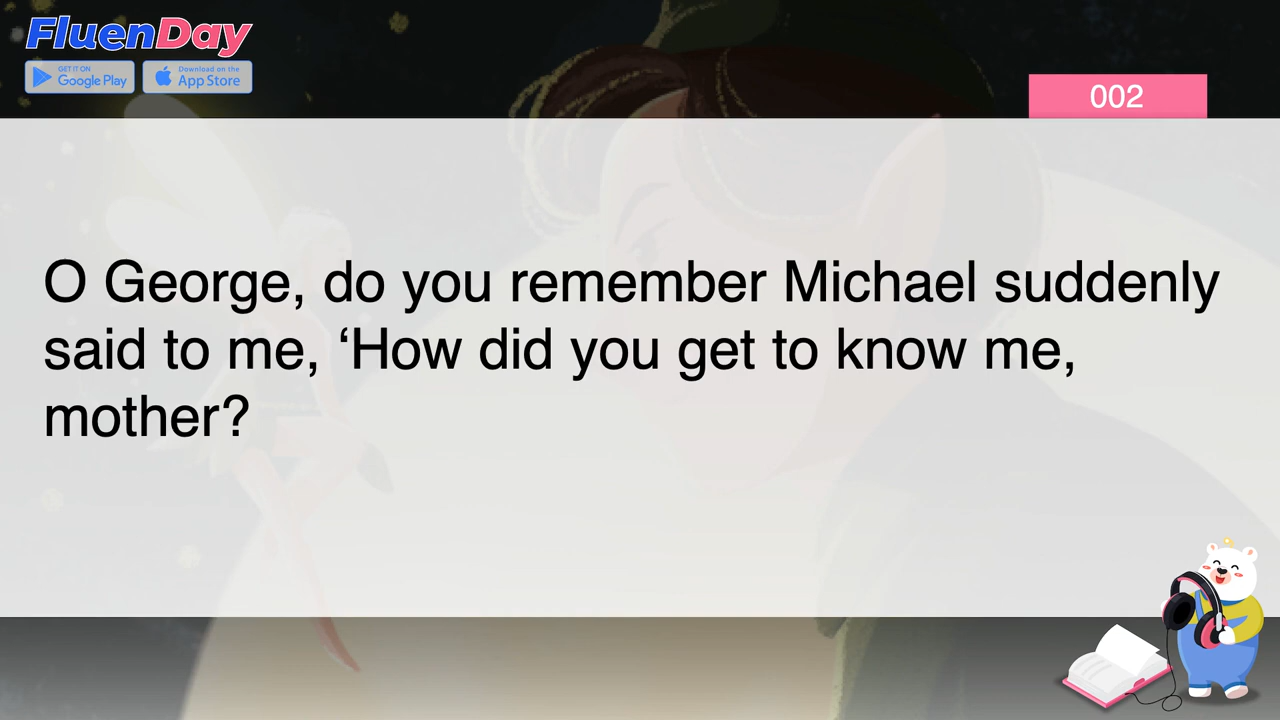 FluenDay
GET IT ON
Google Play
Download on the
App Store
002
O George, do you remember Michael suddenly
said to me, ‘How did you get to know me,
mother?